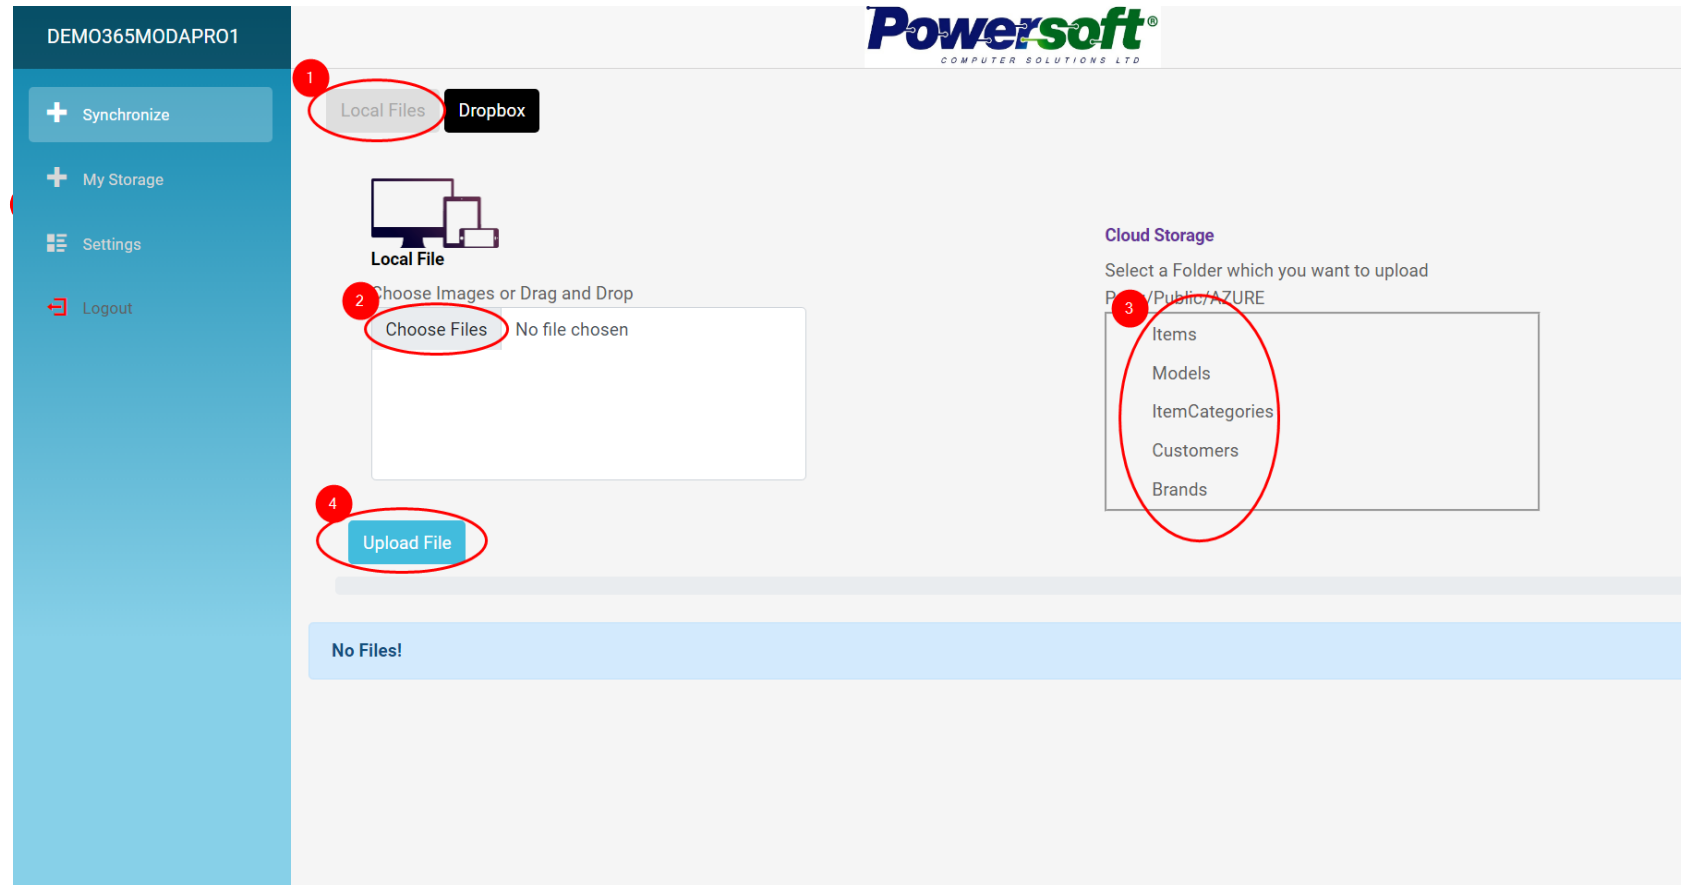 DEMO365MODAPRO1
Powersoft®
COMPUTER SOLUTIONS LTD
Synchronize
My Storage
Settings
Logout
1
Local Files
Dropbox
Local File
Choose Images or Drag and Drop
2
Choose Files No file chosen
4
Upload File
Cloud Storage
Select a Folder which you want to upload
/Public/AZURE
3
Items
Models
ItemCategories
Customers
Brands
No Files!